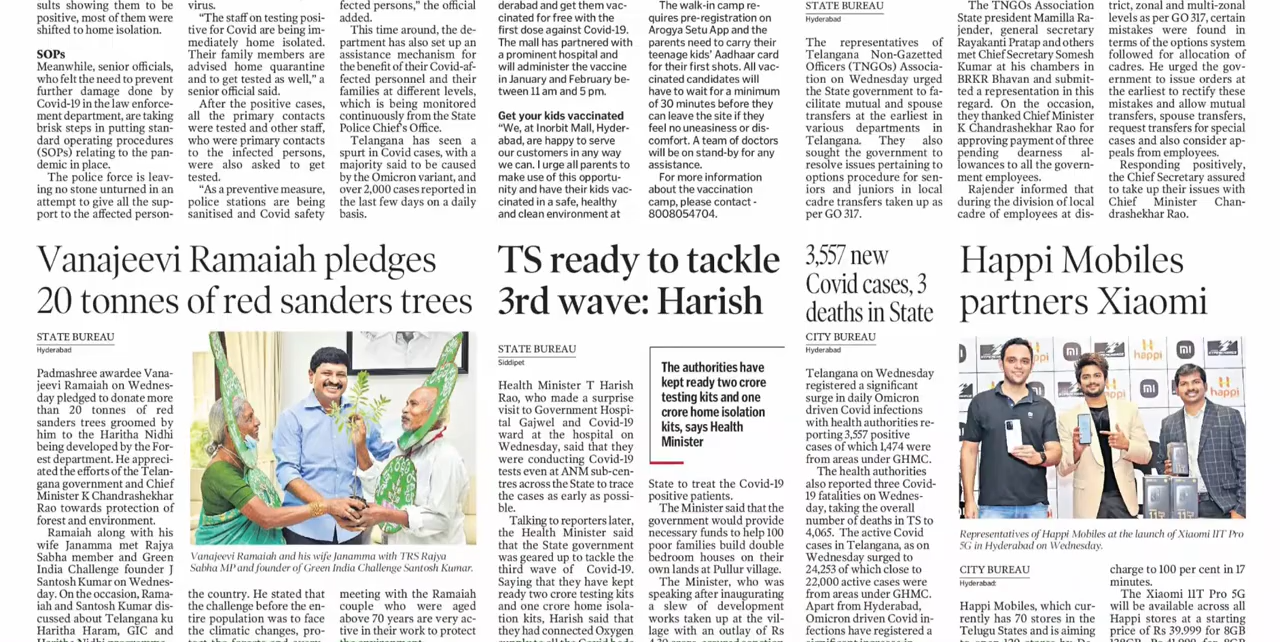 sults showing them to be
positive, most of them were
shifted to home isolation.
SOPs
Meanwhile, senior officials,
who felt the need to prevent
further damage done by
Covid-19 in the law enforce-
ment department, are taking
brisk steps in putting stan-
dard operating procedures
(SOPs) relating to the pan-
demic in place.
The police force is leav-
ing no stone unturned in an
attempt to give all the sup-
port to the affected person-
virus.
"The staff on testing posi-
tive for Covid are being im-
mediately home isolated.
Their family members are
advised home quarantine
and to get tested as well," a
senior official said.
After the positive cases,
all the primary contacts
were tested and other staff,
who were primary contacts
to the infected persons,
were also asked to get
tested.
"As a preventive measure,
police stations are being
sanitised and Covid safety
fected persons," the official
added.
This time around, the de-
partment has also set up an
assistance mechanism for
the benefit of their Covid-af-
fected personnel and their
families at different levels,
which is being monitored
continuously from the State
Police Chief's Office.
Telangana has seen a
spurt in Covid cases, with a
majority said to be caused
by the Omicron variant, and
over 2,000 cases reported in
the last few days on a daily
basis.
derabad and get them vac-
cinated for free with the
first dose against Covid-19.
The mall has partnered with
a prominent hospital and
will administer the vaccine
in January and February be-
tween 11 am and 5 pm.
Get your kids vaccinated
"We, at Inorbit Mall, Hyder-
abad, are happy to serve
our customers in any way
we can. I urge all parents to
make use of this opportu-
nity and have their kids vac-
cinated in a safe, healthy
and clean environment at
The walk-in camp re-
quires pre-registration on
Arogya Setu App and the
parents need to carry their
teenage kids' Aadhaar card
for their first shots. All vac-
cinated candidates will
have to wait for a minimum
of 30 minutes before they
can leave the site if they
feel no uneasiness or dis-
comfort. A team of doctors
will be on stand-by for any
assistance.
For more information
about the vaccination
camp, please contact -
8008054704.
STATE BUREAU
Hyderabad
The representatives of
Telangana Non-Gazetted
Officers (TNGOs) Associa-
tion on Wednesday urged
the State government to fa-
cilitate mutual and spouse
transfers at the earliest in
various departments in
Telangana. They also
sought the government to
resolve issues pertaining to
options procedure for sen-
iors and juniors in local
cadre transfers taken up as
per GO 317.
The TNGOs Association
State president Mamilla Ra-
jender, general secretary
Rayakanti Pratap and others
met Chief Secretary Somesh
Kumar at his chambers in
BRKR Bhavan and submit-
ted a representation in this
regard. On the occasion,
they thanked Chief Minister
K Chandrashekhar Rao for
approving payment of three
pending dearness al-
lowances to all the govern-
ment employees.
Rajender informed that
during the division of local
cadre of employees at dis-
trict, zonal and multi-zonal
levels as per GO 317, certain
mistakes were found in
terms of the options system
followed for allocation of
cadres. He urged the gov-
ernment to issue orders at
the earliest to rectify these
mistakes and allow mutual
transfers, spouse transfers,
request transfers for special
cases and also consider ap-
peals from employees.
Responding positively,
the Chief Secretary assured
to take up their issues with
Chief Minister Chan-
drashekhar Rao.
Vanajeevi Ramaiah pledges
20 tonnes of red sanders trees
STATE BUREAU
Hyderabad
Padmashree awardee Vana-
jeevi Ramaiah on Wednes-
day pledged to donate more
than 20 tonnes of red
sanders trees groomed by
him to the Haritha Nidhi
being developed by the For-
est department. He appreci-
ated the efforts of the Telan-
gana government and Chief
Minister K Chandrashekhar
Rao towards protection of
forest and environment.
Ramaiah along with his
wife Janamma met Rajya
Sabha member and Green
India Challenge founder J
Santosh Kumar on Wednes-
day. On the occasion, Rama-
iah and Santosh Kumar dis-
cussed about Telangana ku
Haritha Haram, GIC and
Vanajeevi Ramaiah and his wife Janamma with TRS Rajya
Sabha MP and founder of Green India Challenge Santosh Kumar.
the country. He stated that
the challenge before the en-
tire population was to face
the climatic changes, pro-
meeting with the Ramaiah
couple who were aged
above 70 years are very ac-
tive in their work to protect
TS ready to tackle
3rd wave: Harish
STATE BUREAU
Siddipet
Health Minister T Harish
Rao, who made a surprise
visit to Government Hospi-
tal Gajwel and Covid-19
ward at the hospital on
Wednesday, said that they
were conducting Covid-19
tests even at ANM sub-cen-
tres across the State to trace
the cases as early as possi-
ble.
Talking to reporters later,
the Health Minister said
that the State government
was geared up to tackle the
third wave of Covid-19.
Saying that they have kept
ready two crore testing kits
and one crore home isola-
tion kits, Harish said that
they had connected Oxygen
The authorities have
kept ready two crore
testing kits and one
crore home isolation
kits, says Health
Minister
State to treat the Covid-19
positive patients.
The Minister said that the
government would provide
necessary funds to help 100
poor families build double
bedroom houses on their
own lands at Pullur village.
The Minister, who was
speaking after inaugurating
a slew of development
works taken up at the vil-
lage with an outlay of Rs
3,557 new
Covid cases, 3
deaths in State
CITY BUREAU
Hyderabad
Telangana on Wednesday
registered a significant
surge in daily Omicron
driven Covid infections
with health authorities re-
porting 3,557 positive
cases of which 1,474 were
from areas under GHMC.
The health authorities
also reported three Covid-
19 fatalities on Wednes-
day, taking the overall
number of deaths in TS to
4,065. The active Covid
cases in Telangana, as on
Wednesday surged to
24,253 of which close to
22,000 active cases were
from areas under GHMC.
Apart from Hyderabad,
Omicron driven Covid in-
fections have registered a
Happi Mobiles
partners Xiaomi
happi
happi
happi
Representatives of Happi Mobiles at the launch of Xiaomi 11T Pro
5G in Hyderabad on Wednesday.
CITY BUREAU
Hyderabad:
Happi Mobiles, which cur-
rently has 70 stores in the
Telugu States and is aiming
charge to 100 per cent in 17
minutes.
The Xiaomi 11T Pro 5G
will be available across all
Happi stores at a starting
price of Rs 39,999 for 8GB